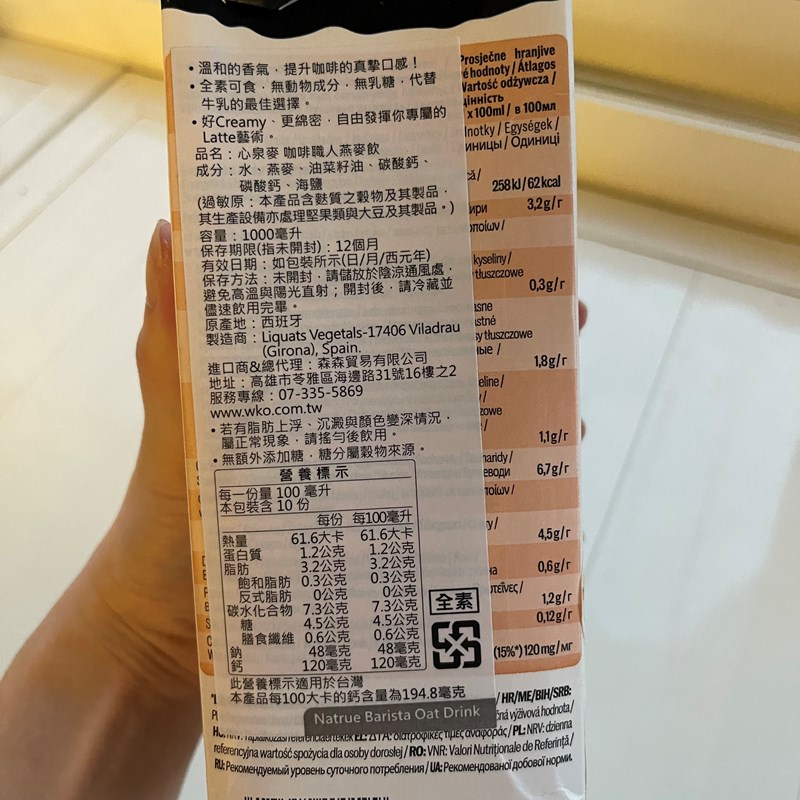 •溫和的香氣，提升咖啡的真摯口感！
•全素可食，無動物成分，無乳糖，代替
牛乳的最佳選擇。
•好Creamy、更綿密，自由發揮你專屬的
Latte藝術。
品名：心泉麥 咖啡職人燕麥飲
成分：水、燕麥、油菜籽油、碳酸鈣、
磷酸鈣、海鹽
(過敏原：本產品含麩質之穀物及其製品，
其生產設備亦處理堅果類與大豆及其製品。)
容量：1000毫升
保存期限(指未開封)：12個月
有效日期：如包裝所示(日/月/西元年)
保存方法：未開封，請儲放於陰涼通風處，
避免高溫與陽光直射；開封後，請冷藏並
儘速飲用完畢。
原產地：西班牙
製造商：Liquats Vegetals-17406 Viladrau
(Girona), Spain.
進口商&總代理：森森貿易有限公司
地址：高雄市苓雅區海邊路31號16樓之2
服務專線：07-335-5869
www.wko.com.tw
•若有脂肪上浮、沉澱與顏色變深情況，
屬正常現象，請搖勻後飲用。
•無額外添加糖，糖分屬穀物來源。
營養標示
每一份量 100 毫升
本包裝含 10 份
每份 每100毫升
熱量 61.6大卡 61.6大卡
蛋白質 1.2公克 1.2公克
脂肪 3.2公克 3.2公克
飽和脂肪 0.3公克 0.3公克
反式脂肪 0公克 0公克
碳水化合物 7.3公克 7.3公克
糖 4.5公克 4.5公克
膳食纖維 0.6公克 0.6公克
鈉 48毫克 48毫克
鈣 120毫克 120毫克
全素
此營養標示適用於台灣
本產品每100大卡的鈣含量為194.8毫克
Natrue Barista Oat Drink
Prosječne hranjive
hodnoty / Átlagos
Wartość odżywcza /
x 100ml / в 100мл
Egységek /
Одиниці
258kJ/62kcal
3,2g/г
kyseliny /
tłuszczowe
0,3g/г
tłuszczowe
1,8g/г
1,1g/г
6,7g/г
4,5g/г
0,6g/г
1,2g/г
0,12g/г
(15%*) 120mg/мг
/ HR/ME/BIH/SRB:
výživová hodnota /
διατροφικές τιμές αναφοράς / PL: NRV: dzienna
referencyjna wartość spożycia dla osoby dorosłej / RO: VNR: Valori Nutriționale de Referință /
RU: Рекомендуемый уровень суточного потребления / UA: Рекомендованої добової норми.